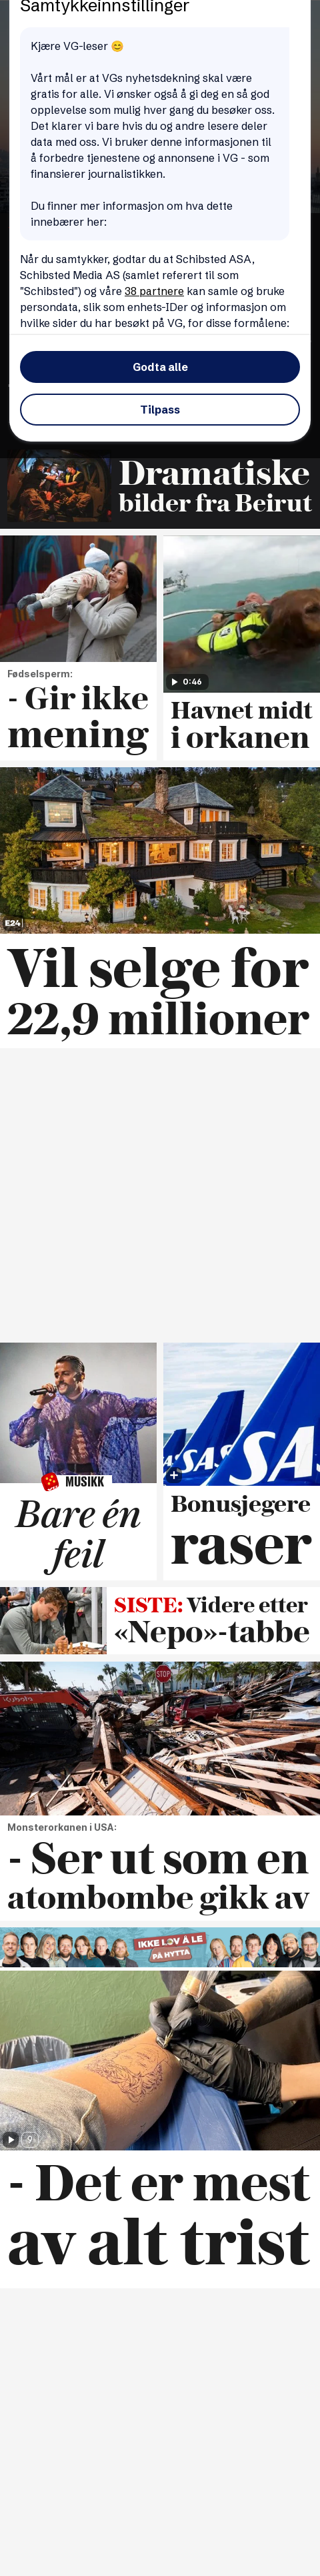 Samtykkeinnstillinger
Kjære VG-leser 😊
Vårt mål er at VGs nyhetsdekning skal være
gratis for alle. Vi ønsker også å gi deg en så god
opplevelse som mulig hver gang du besøker oss.
Det klarer vi bare hvis du og andre lesere deler
data med oss. Vi bruker denne informasjonen til
å forbedre tjenestene og annonsene i VG - som
finansierer journalistikken.
Du finner mer informasjon om hva dette
innebærer her:
Når du samtykker, godtar du at Schibsted ASA,
Schibsted Media AS (samlet referert til som
"Schibsted") og våre 38 partnere kan samle og bruke
persondata, slik som enhets-IDer og informasjon om
hvilke sider du har besøkt på VG, for disse formålene:
Godta alle
Tilpass
Dramatiske
bilder fra Beirut
0:46
Fødselsperm:
- Gir ikke
mening
Havnet midt
i orkanen
E24
Vil selge for
22,9 millioner
MUSIKK
Bare én
feil
SAS
SAS
SAS
Bonusjegere
raser
SISTE: Videre etter
«Nepo»-tabbe
STOP
Kubota
Monsterorkanen i USA:
- Ser ut som en
atombombe gikk av
IKKE LOV Å LE
PÅ HYTTA
- Det er mest
av alt trist